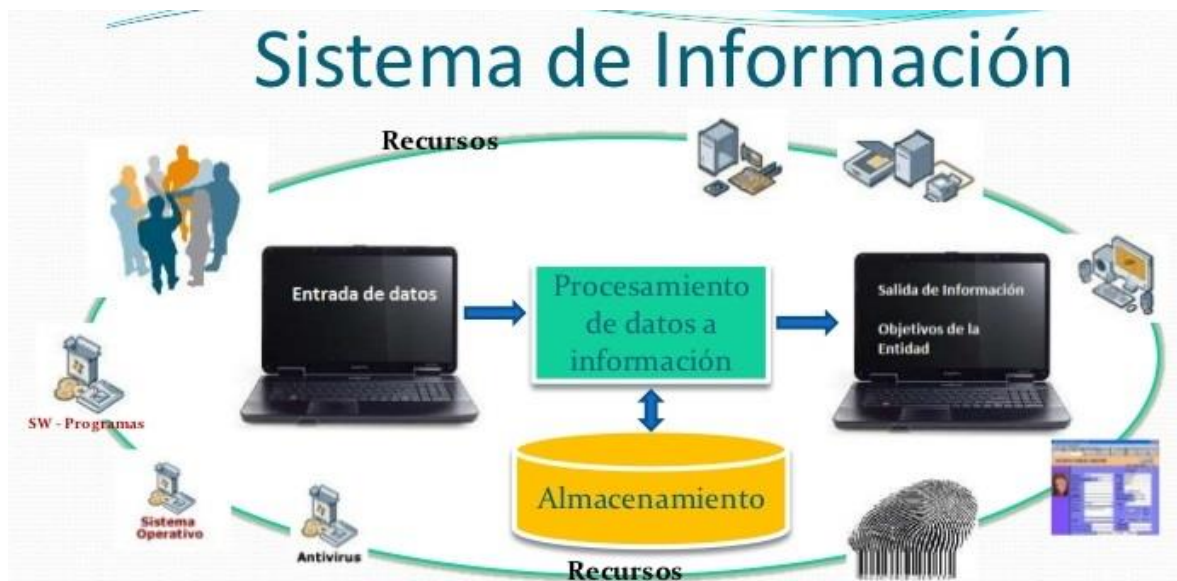 Sistema de Información
Recursos
Entrada de datos
Procesamiento
de datos a
información
Salida de Información
Objetivos de la
Entidad
SW - Programas
Almacenamiento
Sistema
Operativo
Antivirus
Recursos